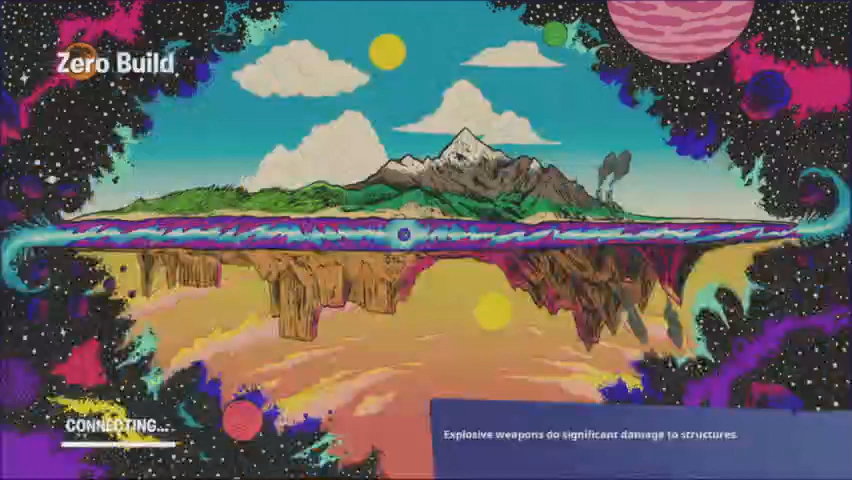 Zero Build
CONNECTING...
Explosive weapons do significant damage to structures.